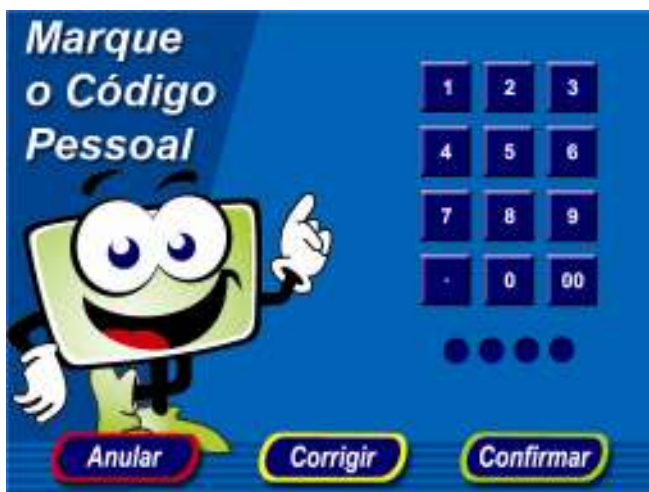 Marque
o Código
Pessoal
1 2 3
4 5 6
7 8 9
. 0 00
Anular Corrigir Confirmar